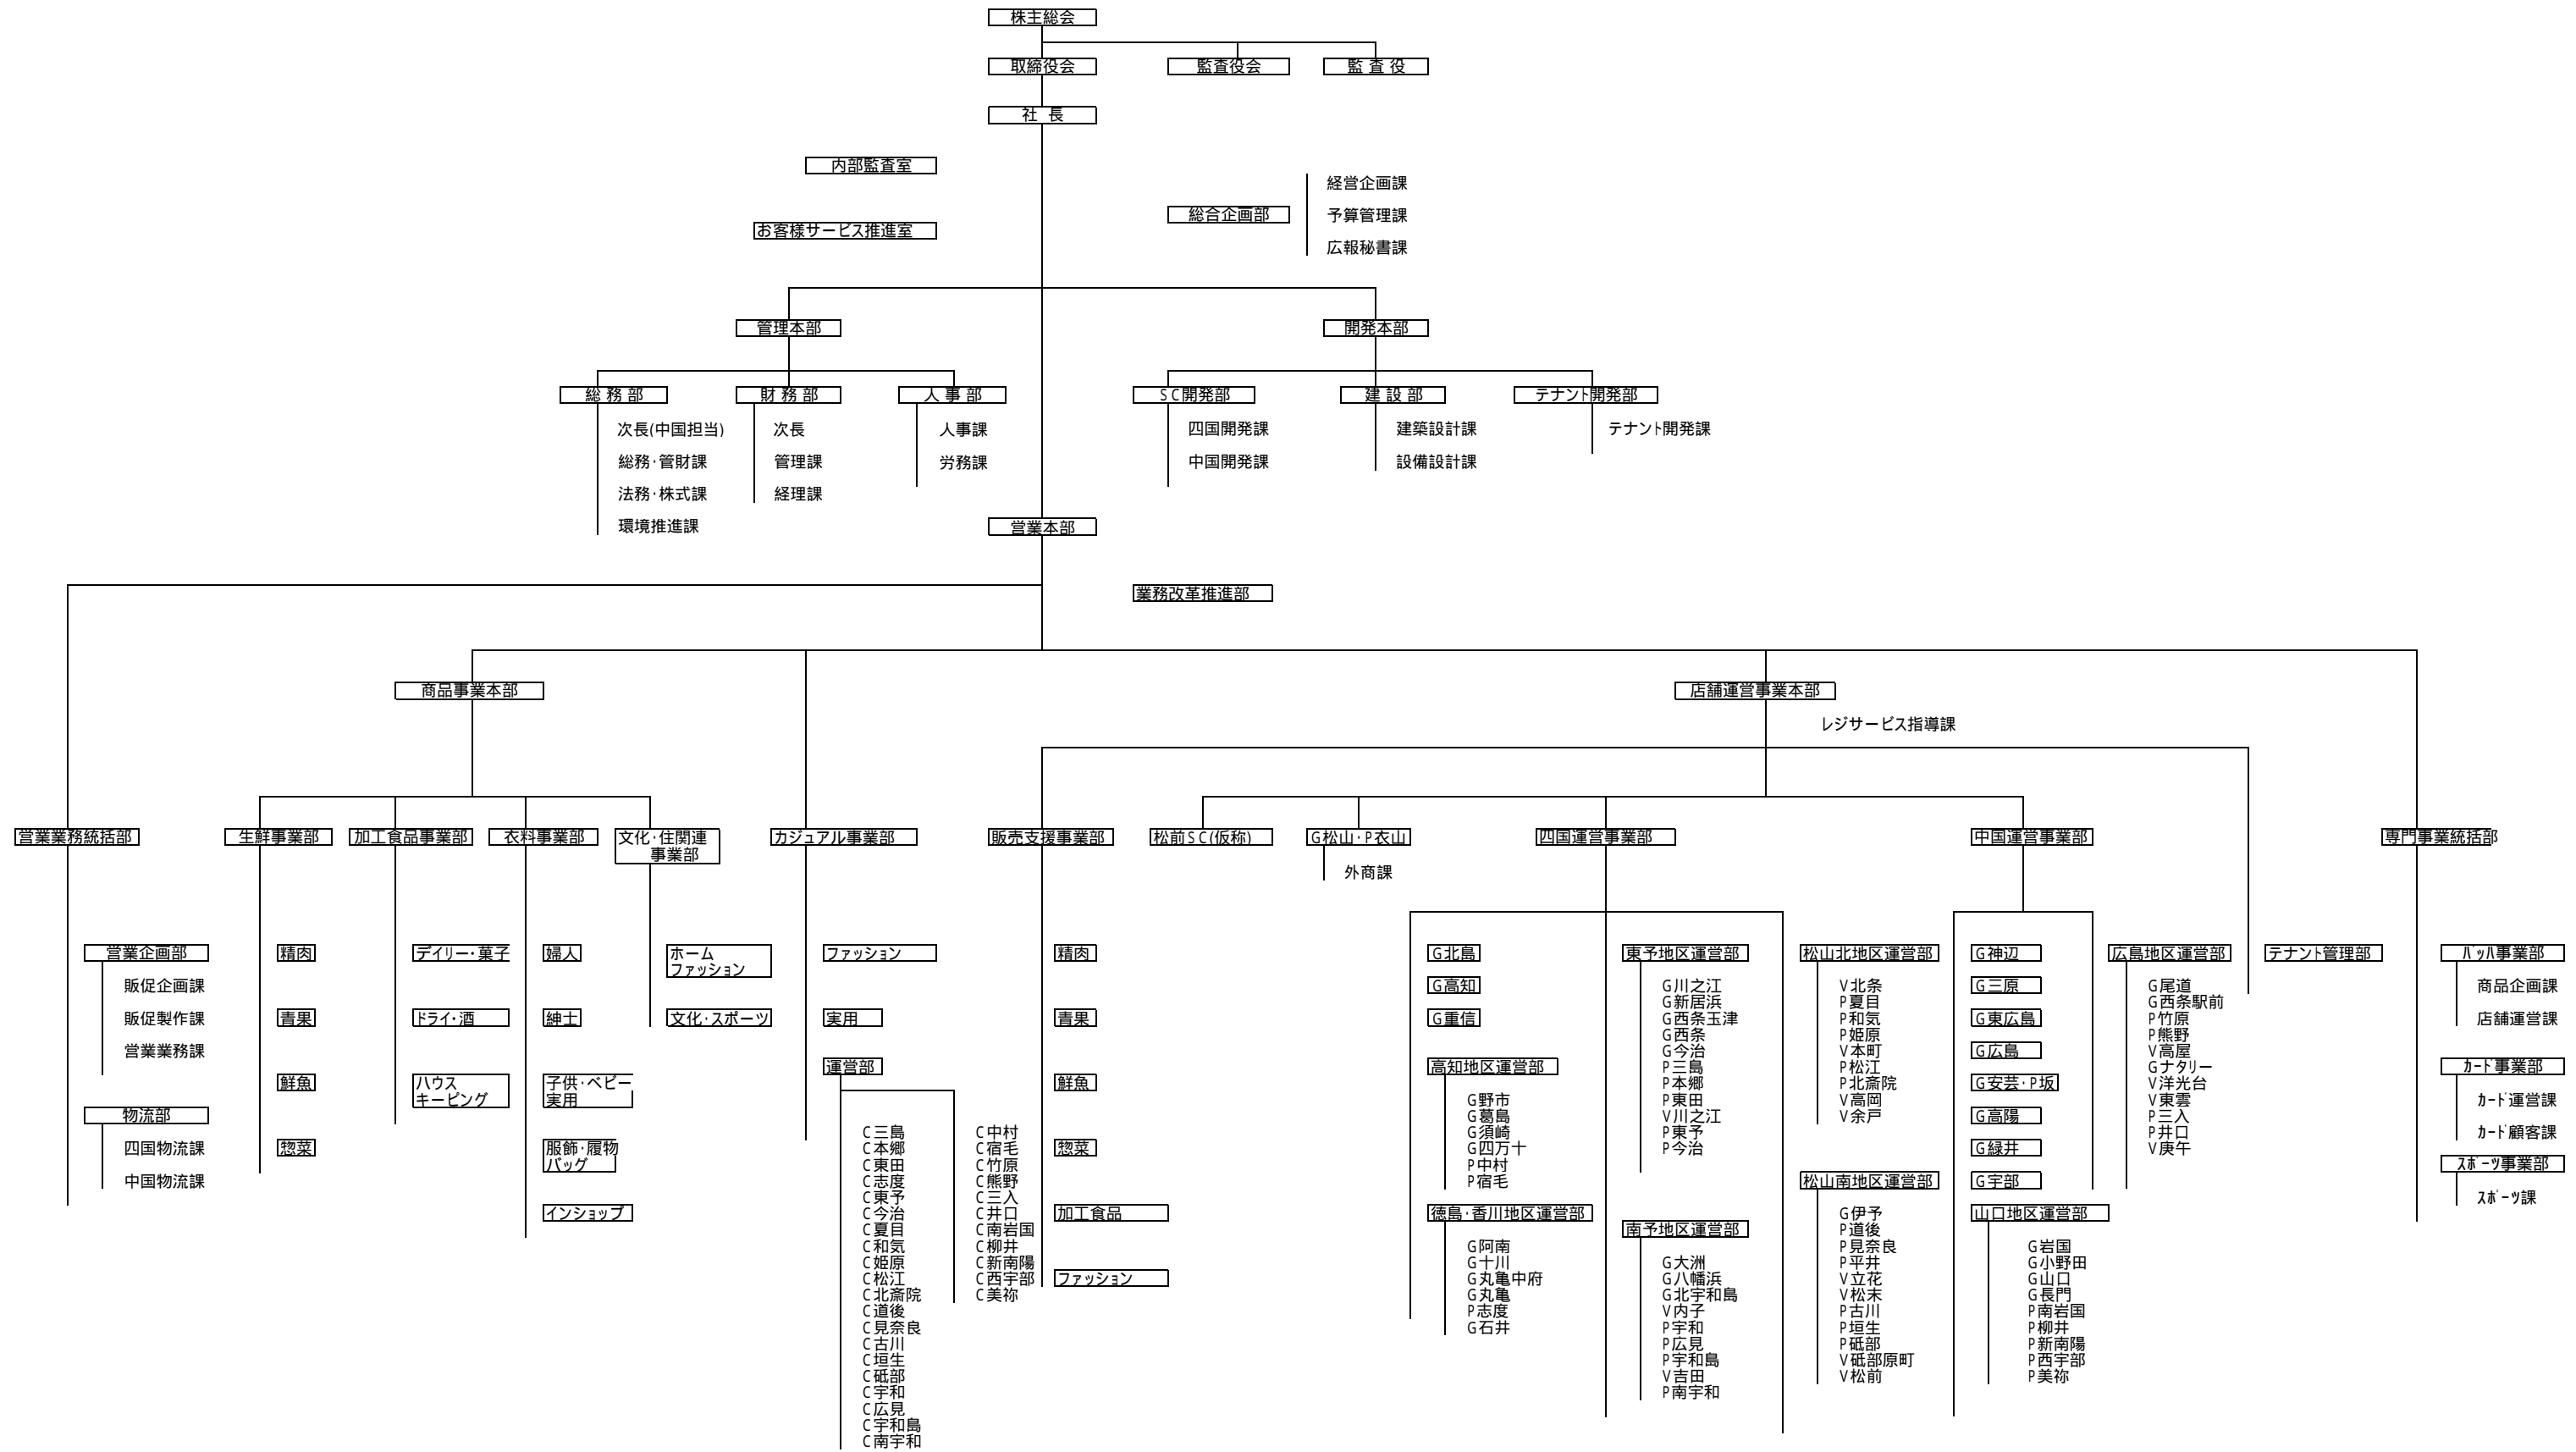 株主総会
取締役会
監査役会
監 査 役
社 長
内部監査室
お客様サービス推進室
総合企画部
経営企画課
予算管理課
広報秘書課
管理本部
開発本部
総 務 部
次長(中国担当)
総務・管財課
法務・株式課
環境推進課
財 務 部
次長
管理課
経理課
人 事 部
人事課
労務課
SC開発部
四国開発課
中国開発課
建 設 部
建築設計課
設備設計課
テナント開発部
テナント開発課
営業本部
業務改革推進部
商品事業本部
店舗運営事業本部
レジサービス指導課
営業業務統括部
営業企画部
販促企画課
販促製作課
営業業務課
物流部
四国物流課
中国物流課
生鮮事業部
精肉
青果
鮮魚
惣菜
加工食品事業部
デイリー・菓子
ドライ・酒
ハウス
キーピング
衣料事業部
婦人
紳士
子供・ベビー
実用
服飾・履物
バッグ
インショップ
文化・住関連
事業部
ホーム
ファッション
文化・スポーツ
カジュアル事業部
ファッション
実用
運営部
C三島
C本郷
C東田
C志度
C東予
C今治
C夏目
C和気
C姫原
C松江
C北斎院
C道後
C見奈良
C古川
C垣生
C砥部
C宇和
C広見
C宇和島
C南宇和
C中村
C宿毛
C竹原
C熊野
C三入
C井口
C南岩国
C柳井
C新南陽
C西宇部
C美祢
販売支援事業部
精肉
青果
鮮魚
惣菜
加工食品
ファッション
松前SC(仮称)
G松山・P衣山
外商課
四国運営事業部
G北島
G高知
G重信
高知地区運営部
G野市
G葛島
G須崎
G四万十
P中村
P宿毛
徳島・香川地区運営部
G阿南
G十川
G丸亀中府
G丸亀
P志度
G石井
東予地区運営部
G川之江
G新居浜
G西条玉津
G西条
G今治
P三島
P本郷
P東田
V川之江
P東予
P今治
南予地区運営部
G大洲
G八幡浜
G北宇和島
V内子
P宇和
P広見
P宇和島
V吉田
P南宇和
松山北地区運営部
V北条
P夏目
P和気
P姫原
V本町
P松江
P北斎院
V高岡
V余戸
松山南地区運営部
G伊予
P道後
P見奈良
P平井
V立花
V松末
P古川
P垣生
P砥部
V砥部原町
V松前
中国運営事業部
G神辺
G三原
G東広島
G広島
G安芸・P坂
G高陽
G緑井
G宇部
山口地区運営部
G岩国
G小野田
G山口
G長門
P南岩国
P柳井
P新南陽
P西宇部
P美祢
広島地区運営部
G尾道
G西条駅前
P竹原
P熊野
V高屋
Gナタリー
V洋光台
V東雲
P三入
P井口
V庚午
テナント管理部
専門事業統括部
ﾊﾞｯﾊ事業部
商品企画課
店舗運営課
ｶｰﾄﾞ事業部
ｶｰﾄﾞ運営課
ｶｰﾄﾞ顧客課
ｽﾎﾟｰﾂ事業部
ｽﾎﾟｰﾂ課